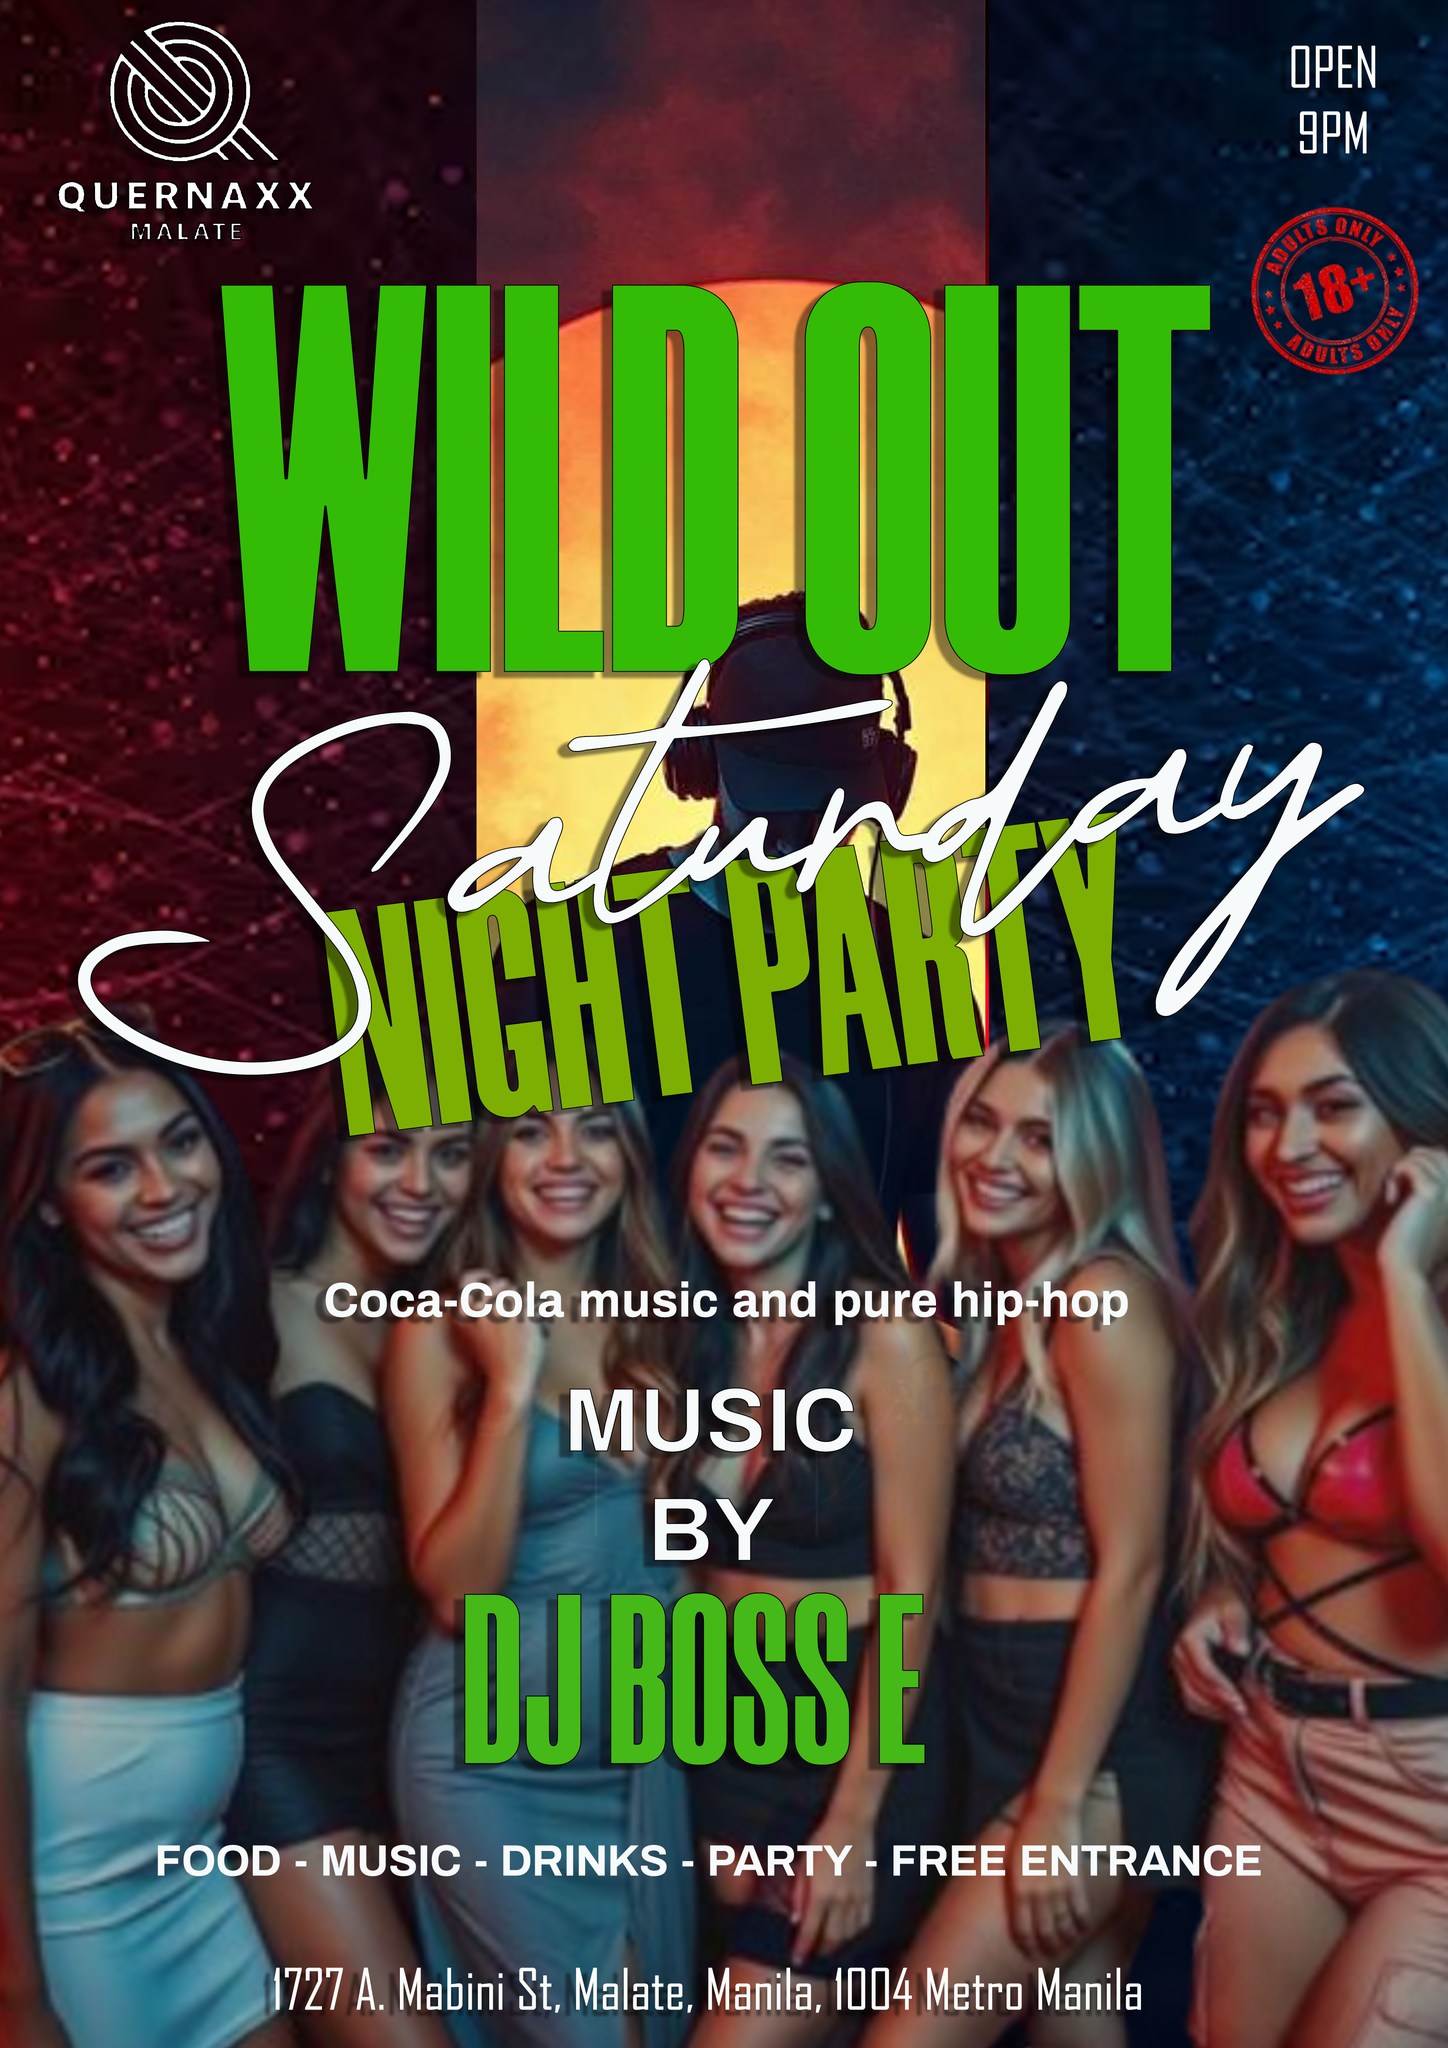 QUERNAXX
MALATE
OPEN
9PM
ADULTS ONLY
18+
ADULTS ONLY
WILD OUT
Saturday
NIGHT PARTY
Coca-Cola music and pure hip-hop
MUSIC
BY
DJ BOSS E
FOOD - MUSIC - DRINKS - PARTY - FREE ENTRANCE
1727 A. Mabini St, Malate, Manila, 1004 Metro Manila